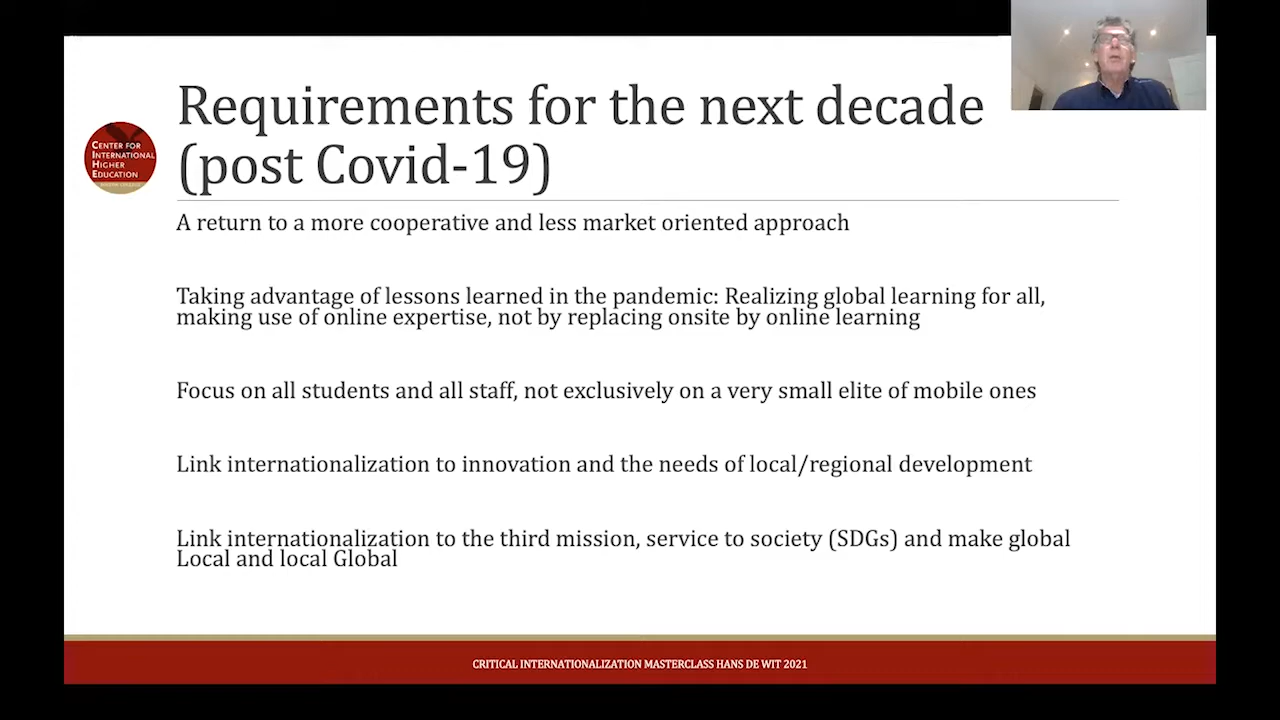 Requirements for the next decade
(post Covid-19)
CENTER FOR
INTERNATIONAL
HIGHER
EDUCATION
A return to a more cooperative and less market oriented approach
Taking advantage of lessons learned in the pandemic: Realizing global learning for all,
making use of online expertise, not by replacing onsite by online learning
Focus on all students and all staff, not exclusively on a very small elite of mobile ones
Link internationalization to innovation and the needs of local/regional development
Link internationalization to the third mission, service to society (SDGs) and make global
Local and local Global
CRITICAL INTERNATIONALIZATION MASTERCLASS HANS DE WIT 2021